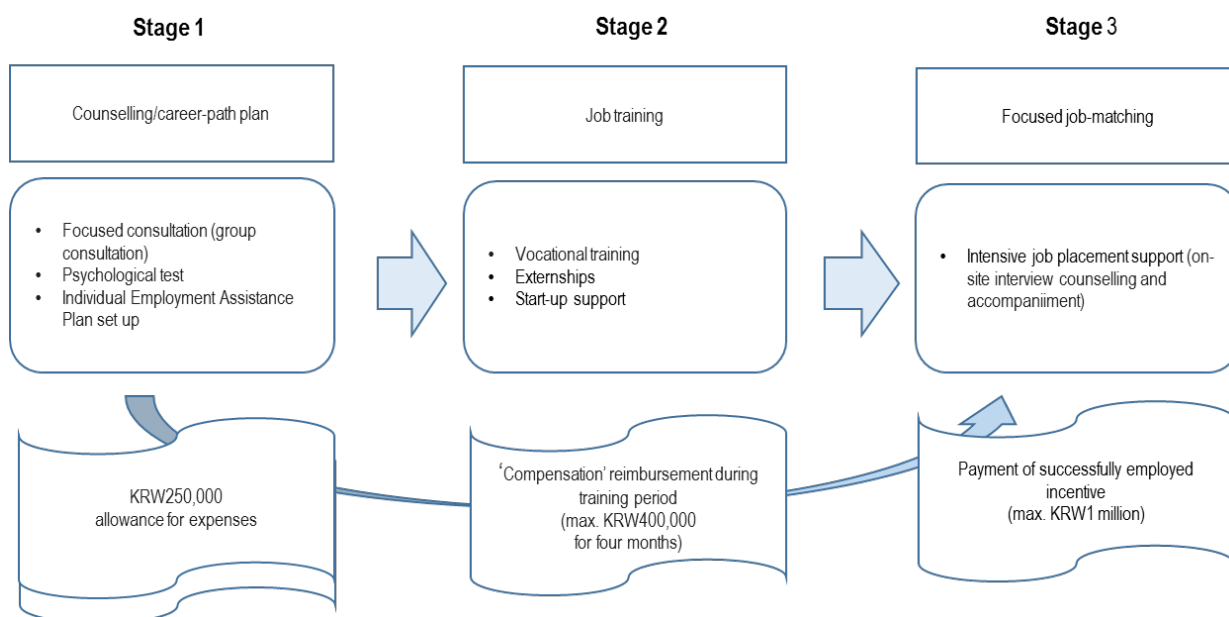 Stage 1
Stage 2
Stage 3
Counselling/career-path plan
Job training
Focused job-matching
• Focused consultation (group
consultation)
• Psychological test
• Individual Employment Assistance
Plan set up
• Vocational training
• Externships
• Start-up support
• Intensive job placement support (on-
site interview counselling and
accompaniiment)
KRW250,000
allowance for expenses
‘Compensation’ reimbursement during
training period
(max. KRW400,000
for four months)
Payment of successfully employed
incentive
(max. KRW1 million)